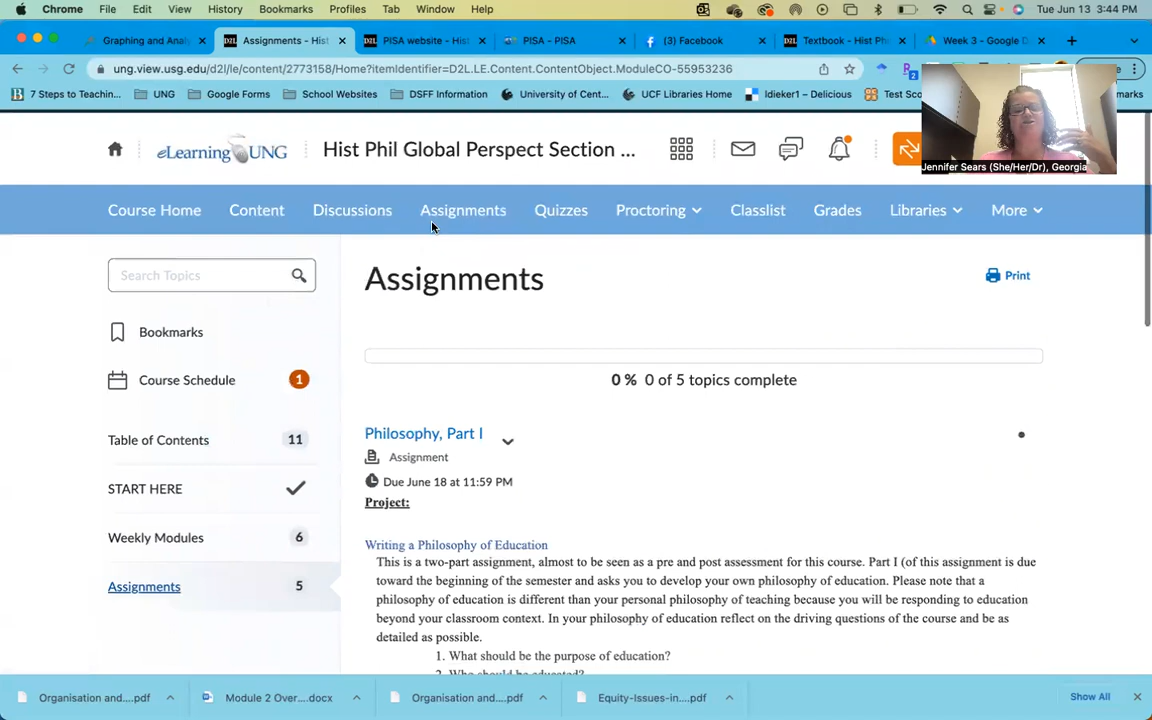 Chrome File Edit View History Bookmarks Profiles Tab Window Help Tue Jun 13 3:44 PM
Graphing and Anal Assignments - Hist PISA website - Hist PISA - PISA (3) Facebook Textbook - Hist Phi Week 3 - Google D
ung.view.usg.edu/d2l/le/content/2773158/Home?itemIdentifier=D2L.LE.Content.ContentObject.ModuleCO-55953236
7 Steps to Teachin... UNG Google Forms School Websites DSFF Information University of Cent... UCF Libraries Home ldieker1 – Delicious Test Sco
eLearning@UNG Hist Phil Global Perspect Section ...
Jennifer Sears (She/Her/Dr), Georgia
Course Home Content Discussions Assignments Quizzes Proctoring Classlist Grades Libraries More
Search Topics
Bookmarks
Course Schedule 1
Table of Contents 11
START HERE
Weekly Modules 6
Assignments 5
Assignments
Print
0 % 0 of 5 topics complete
Philosophy, Part I
Assignment
Due June 18 at 11:59 PM
Project:
Writing a Philosophy of Education
This is a two-part assignment, almost to be seen as a pre and post assessment for this course. Part I (of this assignment is due
toward the beginning of the semester and asks you to develop your own philosophy of education. Please note that a
philosophy of education is different than your personal philosophy of teaching because you will be responding to education
beyond your classroom context. In your philosophy of education reflect on the driving questions of the course and be as
detailed as possible.
1. What should be the purpose of education?
2. Who should be educated?
Organisation and....pdf Module 2 Over....docx Organisation and....pdf Equity-Issues-in....pdf Show All